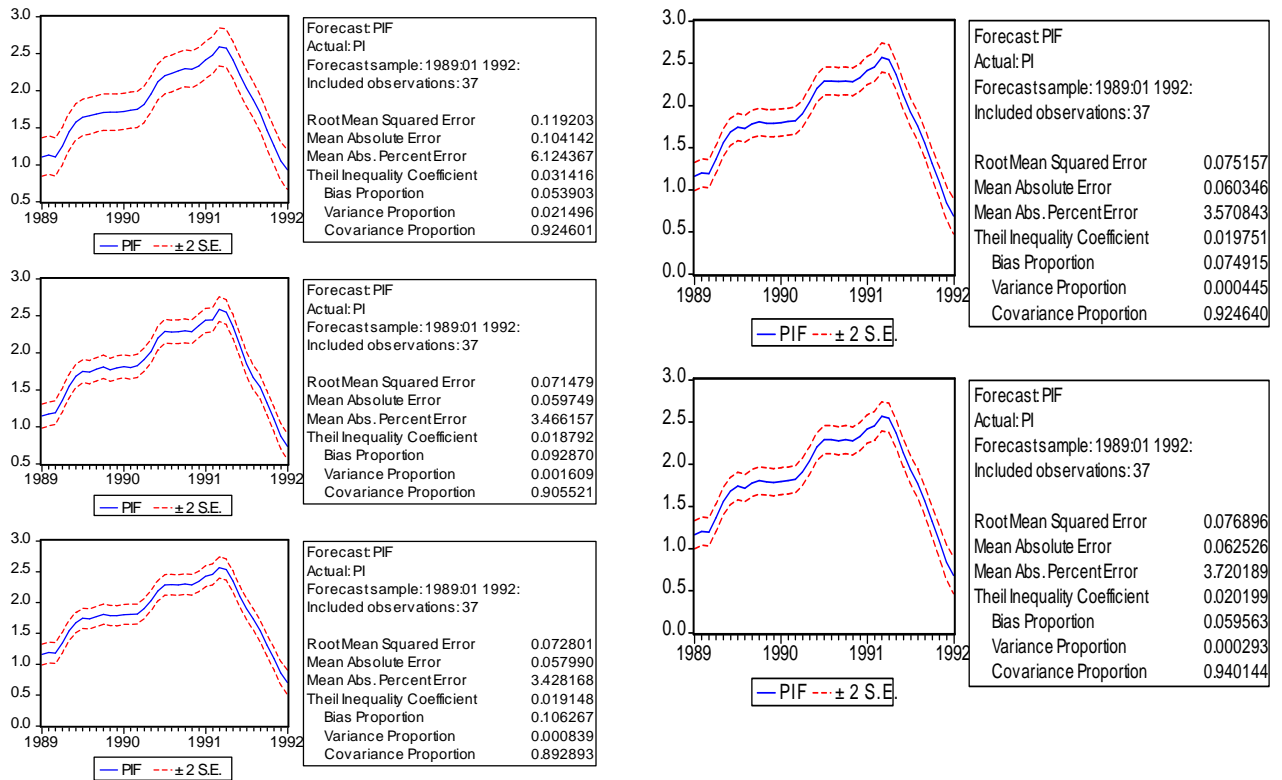 3.0
2.5
2.0
1.5
1.0
0.5
1989 1990 1991 1992
PIF ± 2 S.E.
Forecast: PIF
Actual: PI
Forecast sample: 1989:01 1992:
Included observations: 37
Root Mean Squared Error 0.119203
Mean Absolute Error 0.104142
Mean Abs. Percent Error 6.124367
Theil Inequality Coefficient 0.031416
Bias Proportion 0.053903
Variance Proportion 0.021496
Covariance Proportion 0.924601
3.0
2.5
2.0
1.5
1.0
0.5
1989 1990 1991 1992
PIF ± 2 S.E.
Forecast: PIF
Actual: PI
Forecast sample: 1989:01 1992:
Included observations: 37
Root Mean Squared Error 0.071479
Mean Absolute Error 0.059749
Mean Abs. Percent Error 3.466157
Theil Inequality Coefficient 0.018792
Bias Proportion 0.092870
Variance Proportion 0.001609
Covariance Proportion 0.905521
3.0
2.5
2.0
1.5
1.0
0.5
0.0
1989 1990 1991 1992
PIF ± 2 S.E.
Forecast: PIF
Actual: PI
Forecast sample: 1989:01 1992:
Included observations: 37
Root Mean Squared Error 0.072801
Mean Absolute Error 0.057990
Mean Abs. Percent Error 3.428168
Theil Inequality Coefficient 0.019148
Bias Proportion 0.106267
Variance Proportion 0.000839
Covariance Proportion 0.892893
3.0
2.5
2.0
1.5
1.0
0.5
0.0
1989 1990 1991 1992
PIF ± 2 S.E.
Forecast: PIF
Actual: PI
Forecast sample: 1989:01 1992:
Included observations: 37
Root Mean Squared Error 0.075157
Mean Absolute Error 0.060346
Mean Abs. Percent Error 3.570843
Theil Inequality Coefficient 0.019751
Bias Proportion 0.074915
Variance Proportion 0.000445
Covariance Proportion 0.924640
3.0
2.5
2.0
1.5
1.0
0.5
0.0
1989 1990 1991 1992
PIF ± 2 S.E.
Forecast: PIF
Actual: PI
Forecast sample: 1989:01 1992:
Included observations: 37
Root Mean Squared Error 0.076896
Mean Absolute Error 0.062526
Mean Abs. Percent Error 3.720189
Theil Inequality Coefficient 0.020199
Bias Proportion 0.059563
Variance Proportion 0.000293
Covariance Proportion 0.940144